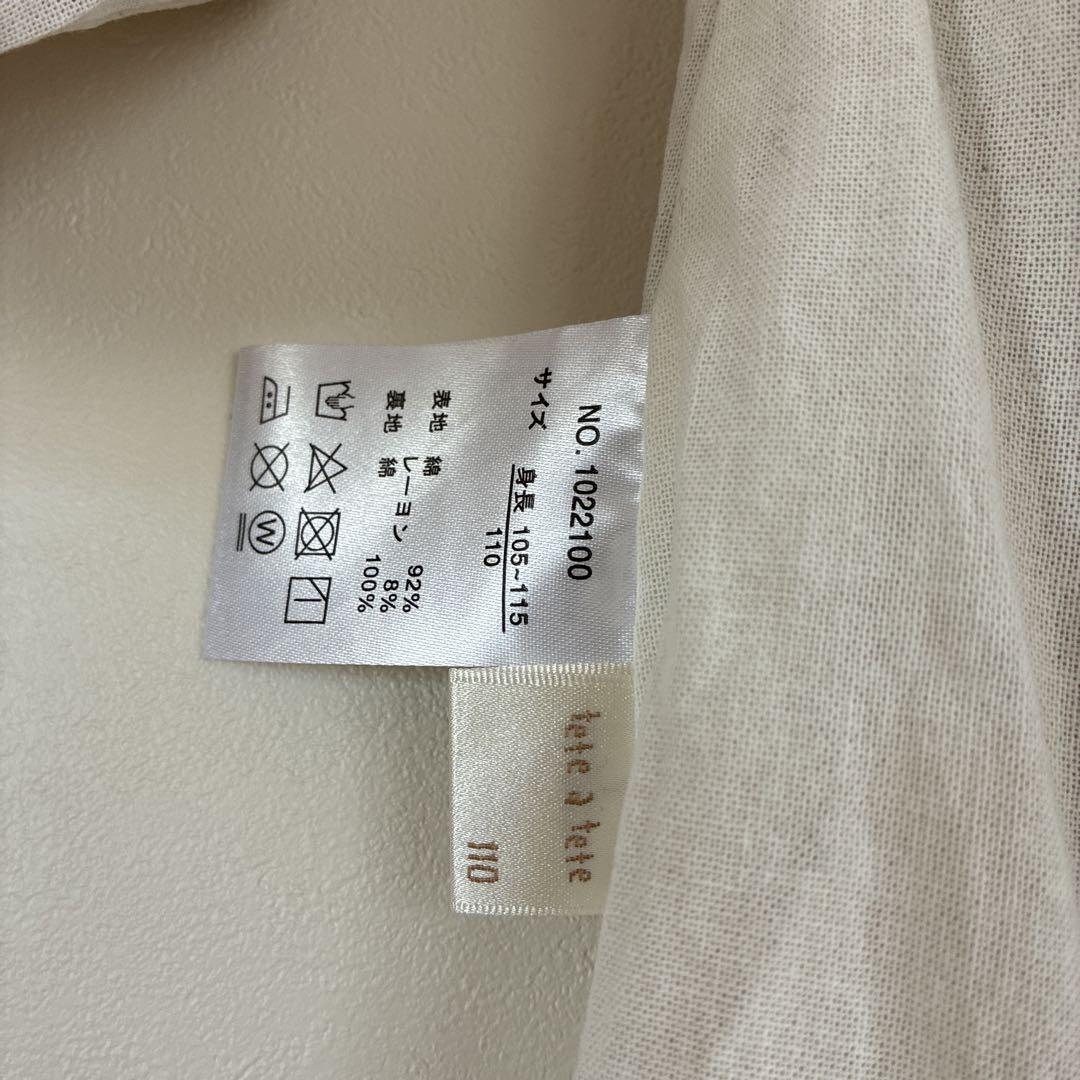 NO. 1022100
サイズ 身長 105~115
110
表地 綿 92%
レーヨン 8%
裏地 綿 100%
W
tete a tete
110